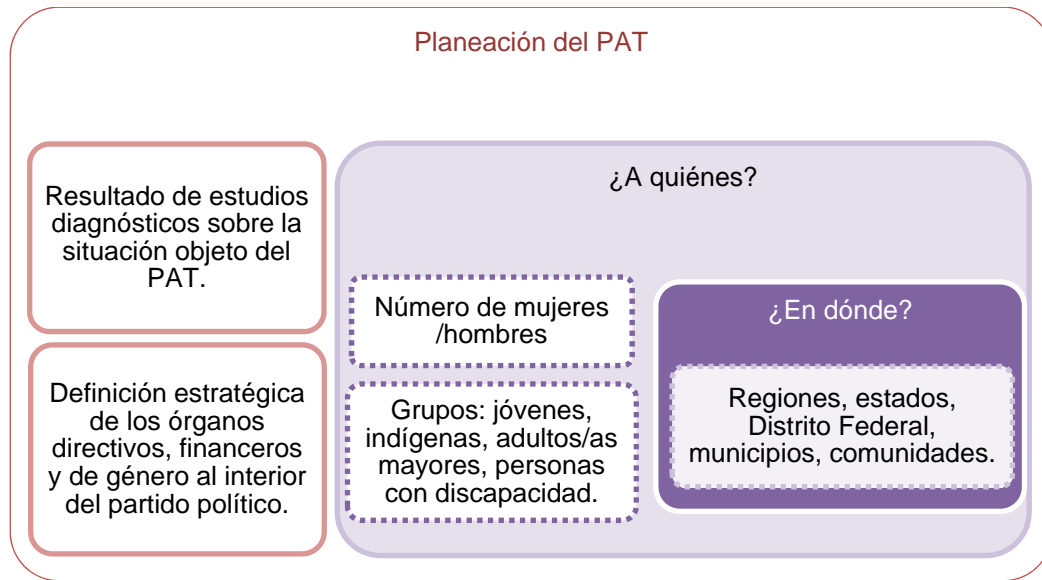 Planeación del PAT
Resultado de estudios
diagnósticos sobre la
situación objeto del
PAT.
Definición estratégica
de los órganos
directivos, financieros
y de género al interior
del partido político.
¿A quiénes?
Número de mujeres
/hombres
Grupos: jóvenes,
indígenas, adultos/as
mayores, personas
con discapacidad.
¿En dónde?
Regiones, estados,
Distrito Federal,
municipios, comunidades.